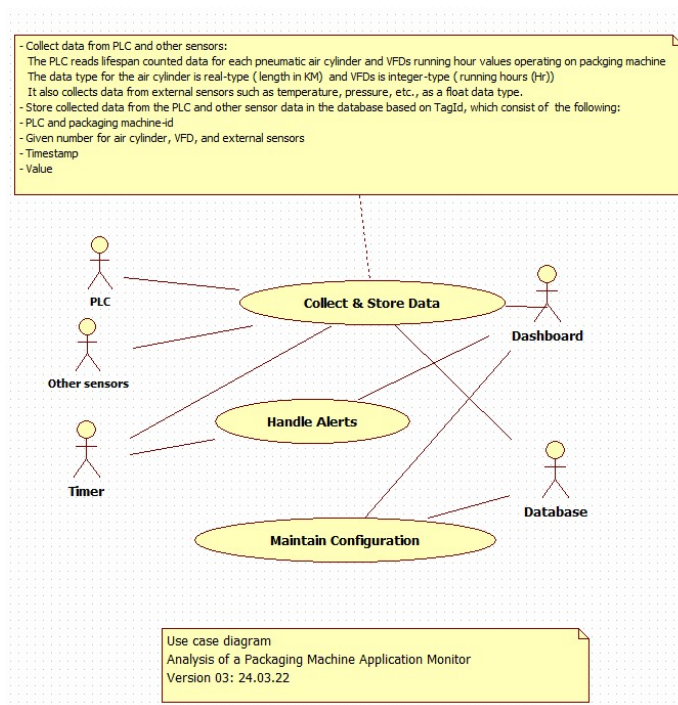 - Collect data from PLC and other sensors:
The PLC reads lifespan counted data for each pneumatic air cylinder and VFDs running hour values operating on packging machine
The data type for the air cylinder is real-type ( length in KM) and VFDs is integer-type ( running hours (Hr))
It also collects data from external sensors such as temperature, pressure, etc., as a float data type.
- Store collected data from the PLC and other sensor data in the database based on TagId, which consist of the following:
- PLC and packaging machine-id
- Given number for air cylinder, VFD, and external sensors
- Timestamp
- Value
PLC
Collect & Store Data
Dashboard
Other sensors
Handle Alerts
Timer
Database
Maintain Configuration
Use case diagram
Analysis of a Packaging Machine Application Monitor
Version 03: 24.03.22